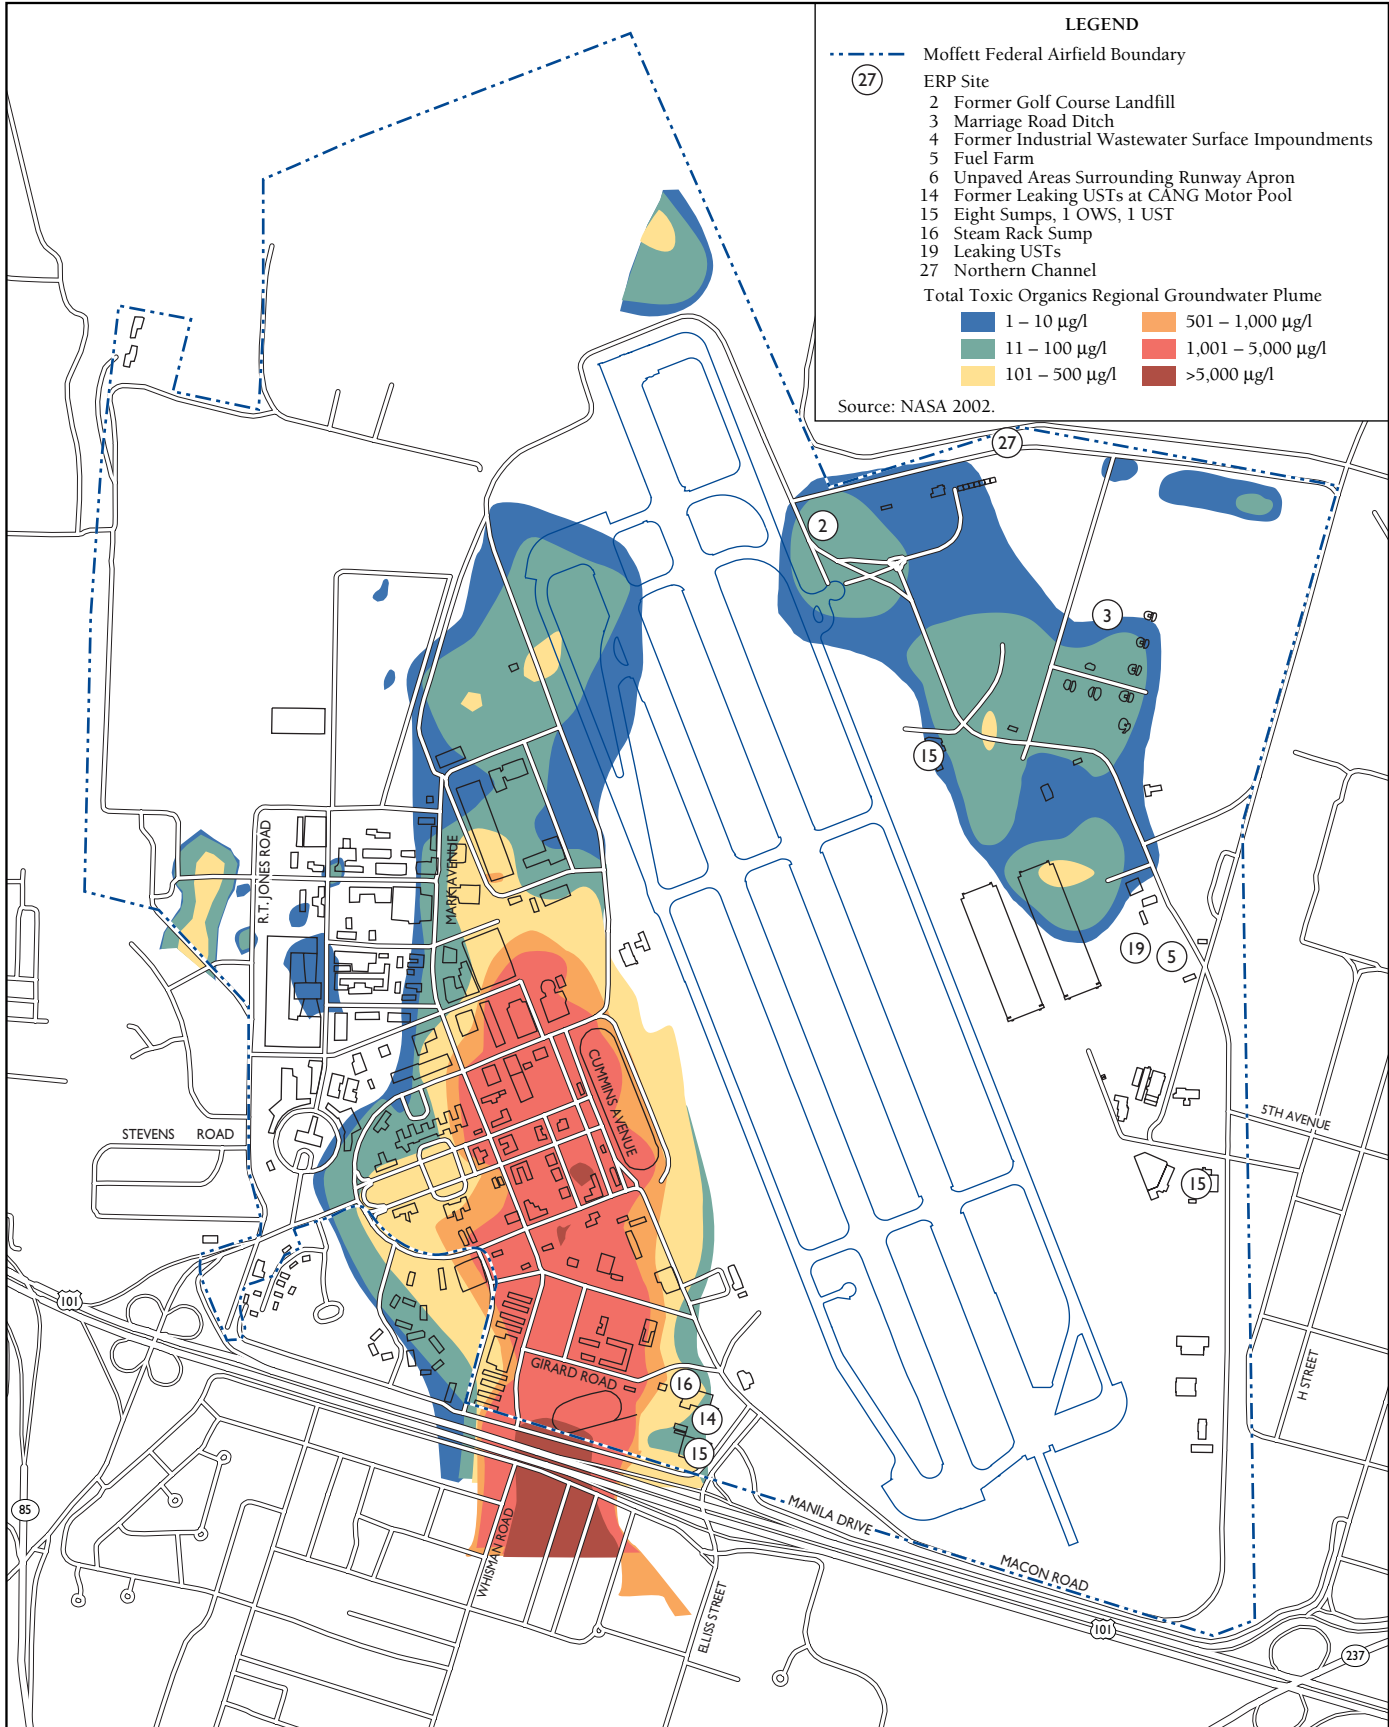 LEGEND
Moffett Federal Airfield Boundary
27 ERP Site
2 Former Golf Course Landfill
3 Marriage Road Ditch
4 Former Industrial Wastewater Surface Impoundments
5 Fuel Farm
6 Unpaved Areas Surrounding Runway Apron
14 Former Leaking USTs at CANG Motor Pool
15 Eight Sumps, 1 OWS, 1 UST
16 Steam Rack Sump
19 Leaking USTs
27 Northern Channel
Total Toxic Organics Regional Groundwater Plume
1 – 10 µg/l
501 – 1,000 µg/l
11 – 100 µg/l
1,001 – 5,000 µg/l
101 – 500 µg/l
>5,000 µg/l
Source: NASA 2002.
27
2
3
15
R.T. JONES ROAD
MARK AVENUE
19
5
CUMMINS AVENUE
STEVENS ROAD
5TH AVENUE
15
101
H STREET
GIRARD ROAD
16
14
15
85
WHISMAN ROAD
MANILA DRIVE
MACON ROAD
ELLISS STREET
101
237